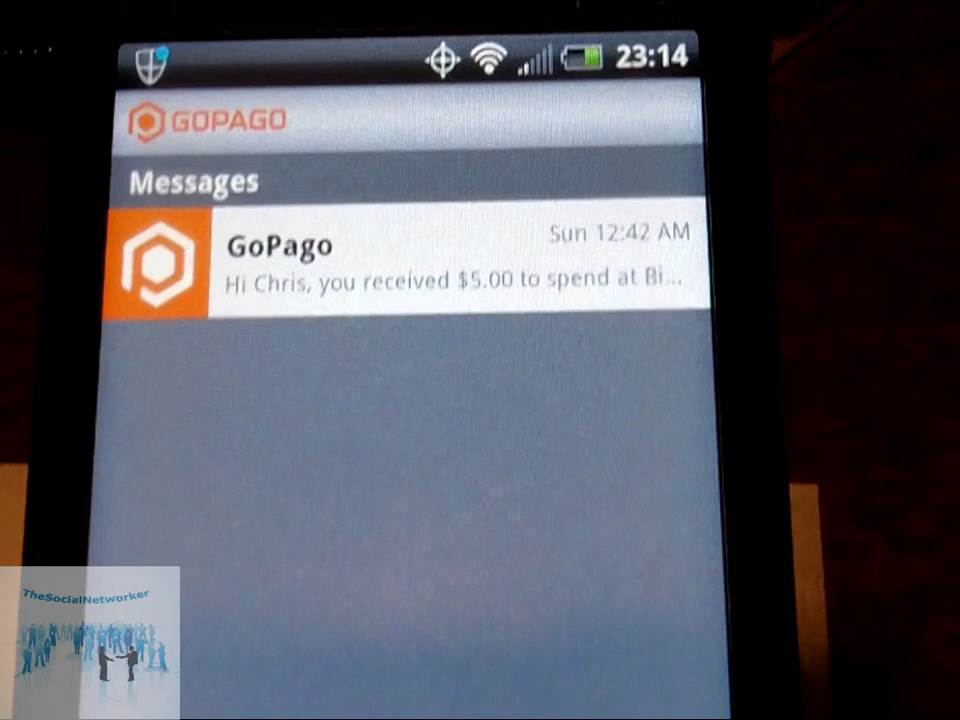 23:14
GOPAGO
Messages
GoPago
Sun 12:42 AM
Hi Chris, you received $5.00 to spend at Bi...
TheSocialNetworker